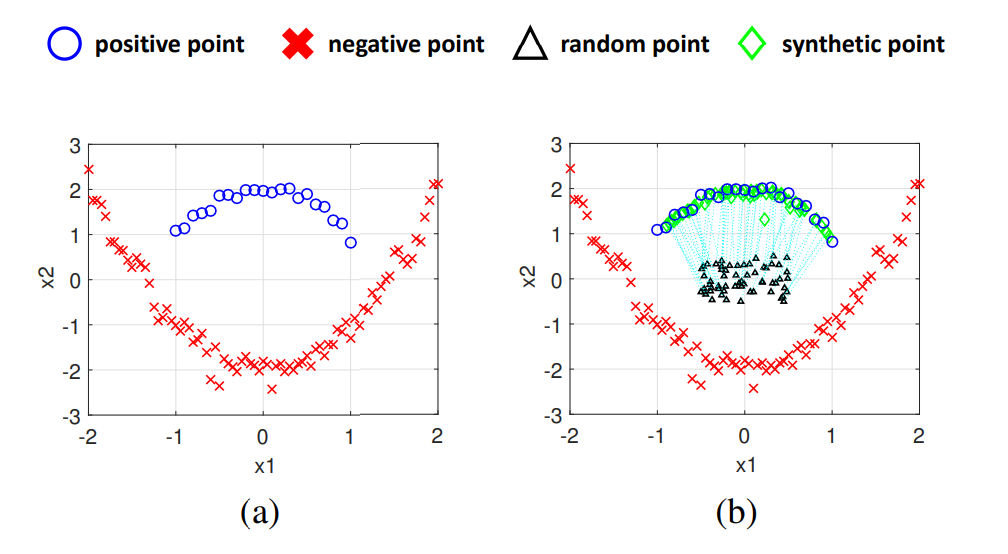 positive point negative point random point synthetic point
3 3
2 2
1 1
x2 0 x2 0
-1 -1
-2 -2
-3 -3
-2 -1 0 1 2 -2 -1 0 1 2
x1 x1
(a) (b)